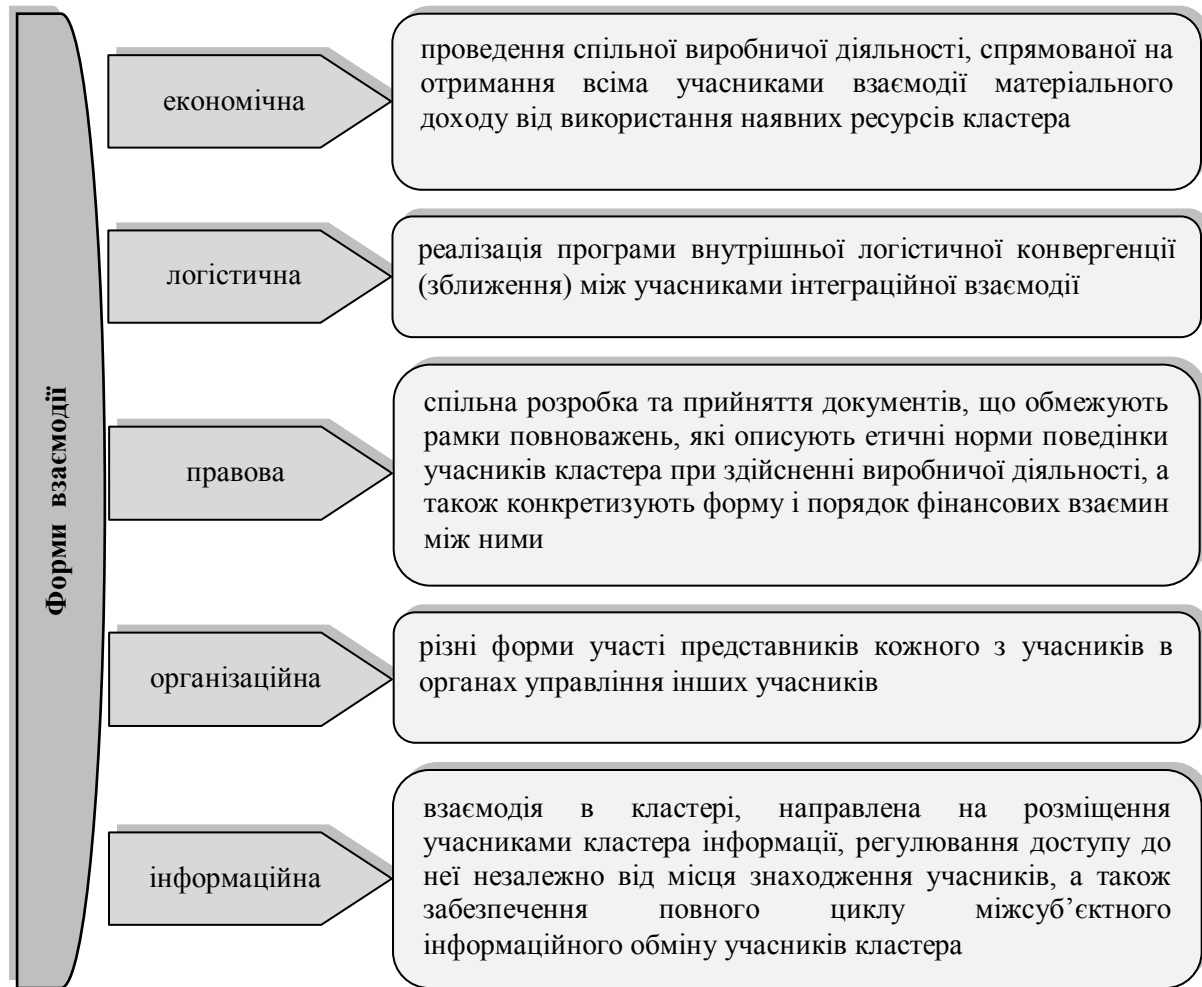 Форми взаємодії
економічна
проведення спільної виробничої діяльності, спрямованої на
отримання всіма учасниками взаємодії матеріального
доходу від використання наявних ресурсів кластера
логістична
реалізація програми внутрішньої логістичної конвергенції
(зближення) між учасниками інтеграційної взаємодії
правова
спільна розробка та прийняття документів, що обмежують
рамки повноважень, які описують етичні норми поведінки
учасників кластера при здійсненні виробничої діяльності, а
також конкретизують форму і порядок фінансових взаємин
між ними
організаційна
різні форми участі представників кожного з учасників в
органах управління інших учасників
інформаційна
взаємодія в кластері, направлена на розміщення
учасниками кластера інформації, регулювання доступу до
неї незалежно від місця знаходження учасників, а також
забезпечення повного циклу міжсуб’єктного
інформаційного обміну учасників кластера